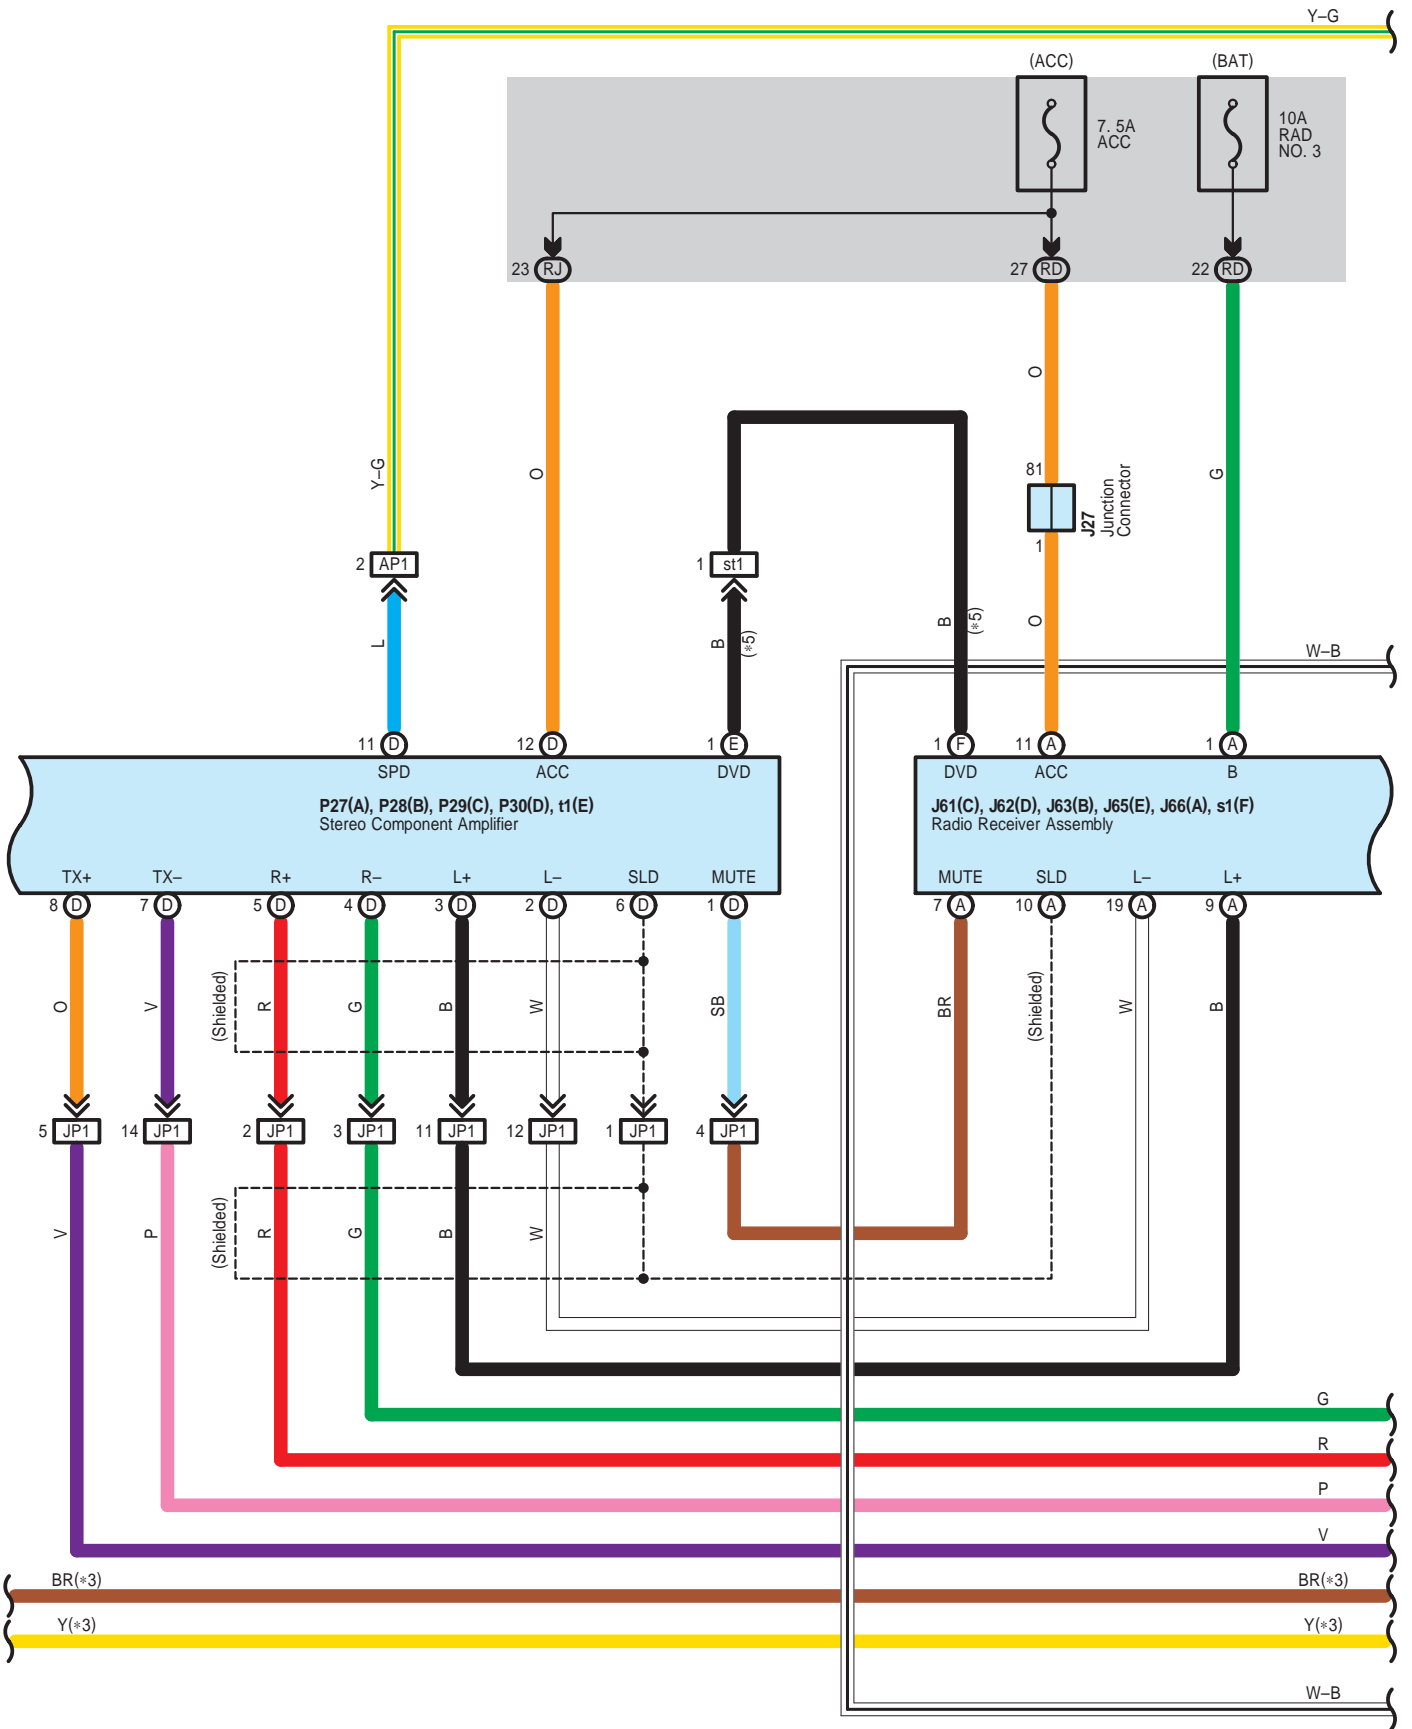 Y–G
(ACC)
(BAT)
7. 5A
ACC
10A
RAD
NO. 3
23 RJ
27 RD
22 RD
O
Y–G
O
81
G
J27
Junction
Connector
1
2 AP1
1 st1
L
B
(*5)
B
(*5)
O
W–B
11 D
12 D
1 E
1 F
11 A
1 A
SPD
ACC
DVD
DVD
ACC
B
P27(A), P28(B), P29(C), P30(D), t1(E)
Stereo Component Amplifier
J61(C), J62(D), J63(B), J65(E), J66(A), s1(F)
Radio Receiver Assembly
TX+
TX–
R+
R–
L+
L–
SLD
MUTE
MUTE
SLD
L–
L+
8 D
7 D
5 D
4 D
3 D
2 D
6 D
1 D
7 A
10 A
19 A
9 A
O
V
(Shielded)
R
G
B
W
SB
BR
(Shielded)
W
B
5 JP1
14 JP1
2 JP1
3 JP1
11 JP1
12 JP1
1 JP1
4 JP1
V
P
(Shielded)
R
G
B
W
G
R
P
V
BR(*3)
BR(*3)
Y(*3)
Y(*3)
W–B